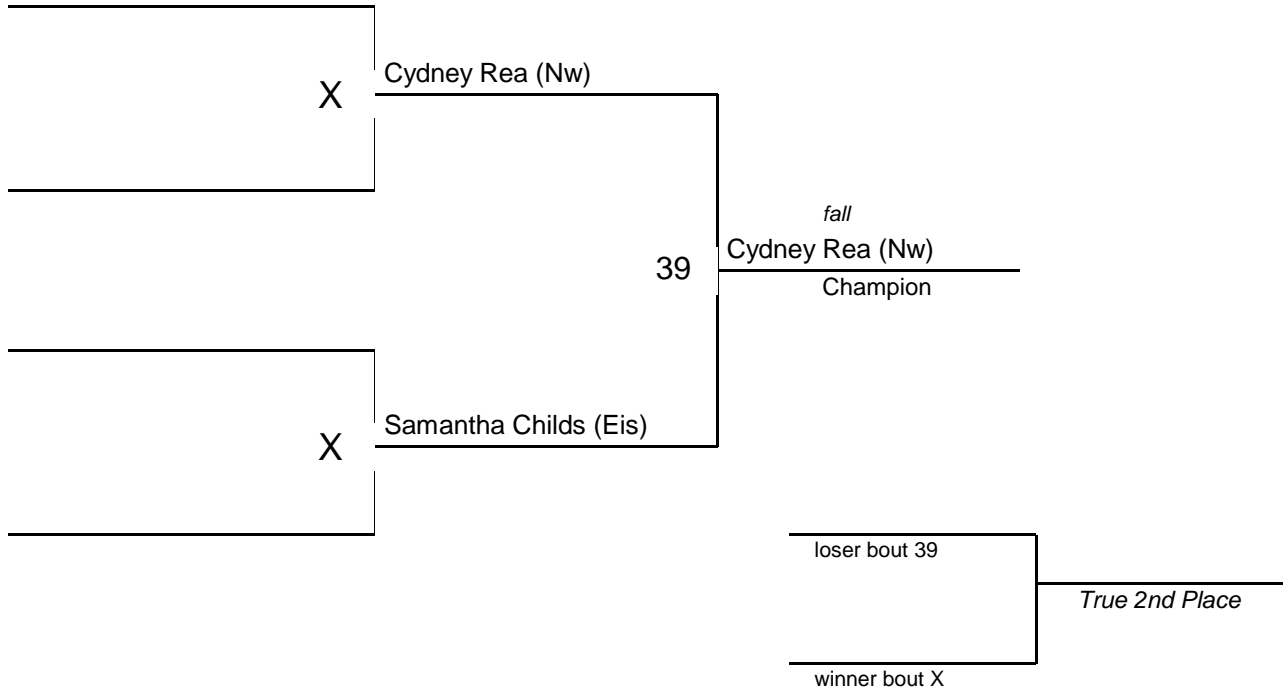 X
Cydney Rea (Nw)
fall
39
Cydney Rea (Nw)
Champion
X
Samantha Childs (Eis)
loser bout 39
True 2nd Place
winner bout X